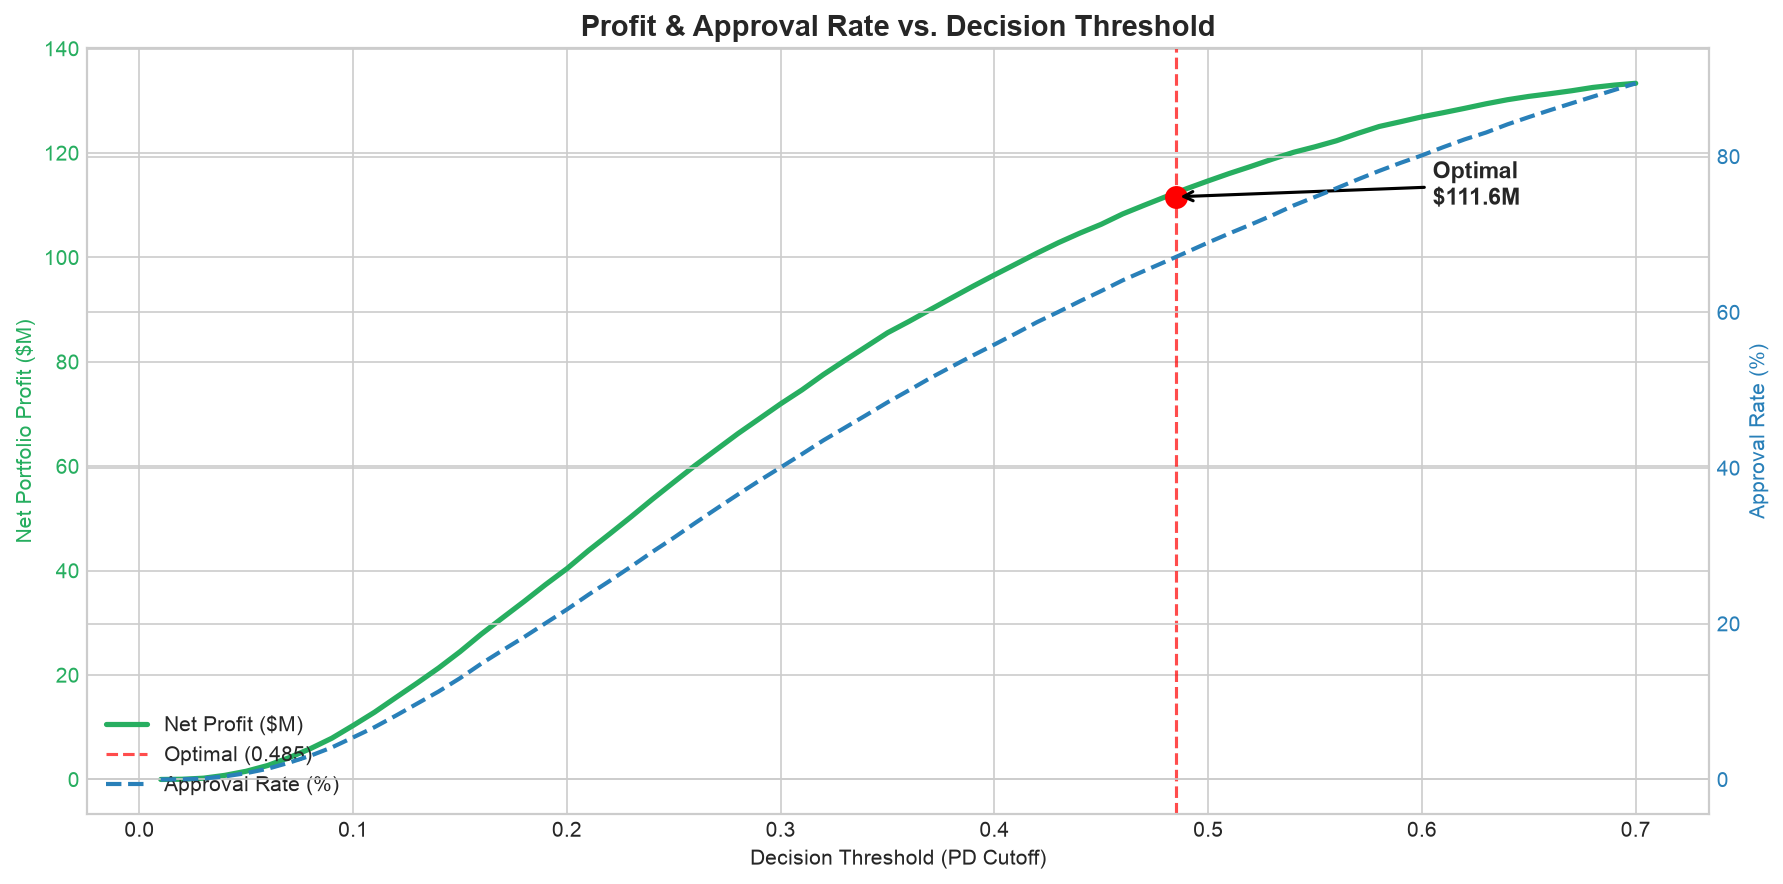 Profit & Approval Rate vs. Decision Threshold
Net Portfolio Profit ($M)
140
120
100
80
60
40
20
0
Optimal
$111.6M
Net Profit ($M)
Optimal (0.485)
Approval Rate (%)
80
60
40
20
0
Approval Rate (%)
0.0 0.1 0.2 0.3 0.4 0.5 0.6 0.7
Decision Threshold (PD Cutoff)